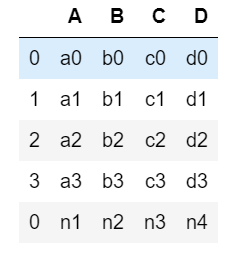 A B C D
0 a0 b0 c0 d0
1 a1 b1 c1 d1
2 a2 b2 c2 d2
3 a3 b3 c3 d3
0 n1 n2 n3 n4